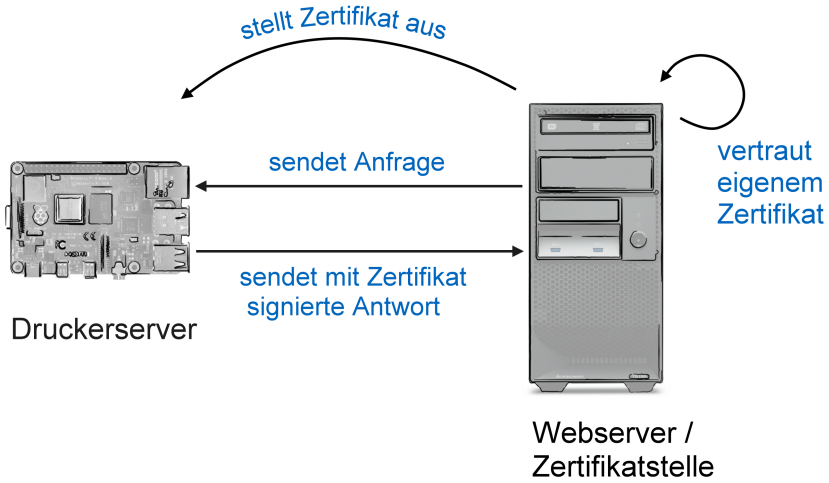 stellt Zertifikat aus
sendet Anfrage
vertraut
eigenem
Zertifikat
sendet mit Zertifikat
signierte Antwort
Druckerserver
Webserver /
Zertifikatstelle